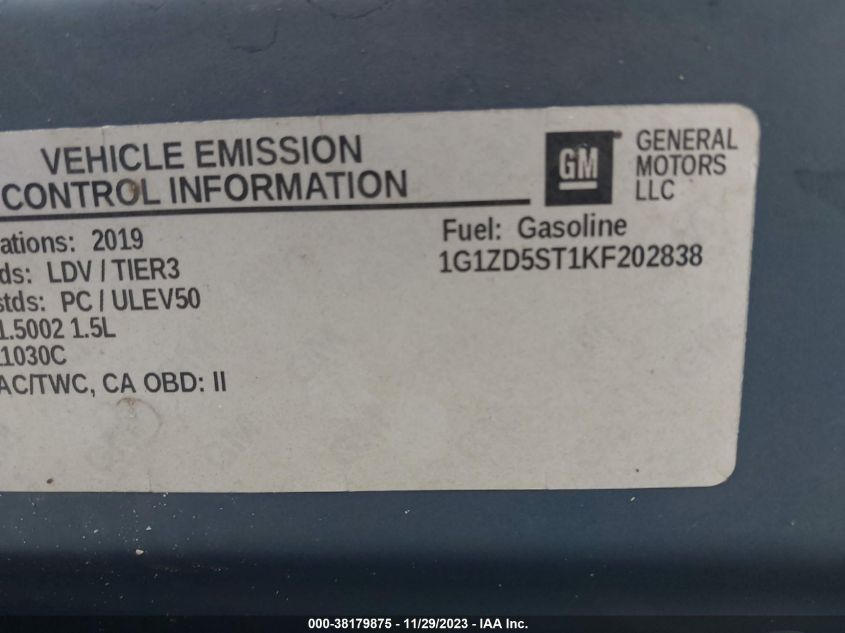 VEHICLE EMISSION
CONTROL INFORMATION
GM
GENERAL
MOTORS
LLC
ations: 2019
ds: LDV / TIER3
stds: PC / ULEV50
1.5002 1.5L
1030C
AC/TWC, CA OBD: II
Fuel: Gasoline
1G1ZD5ST1KF202838
000-38179875 - 11/29/2023 - IAA Inc.